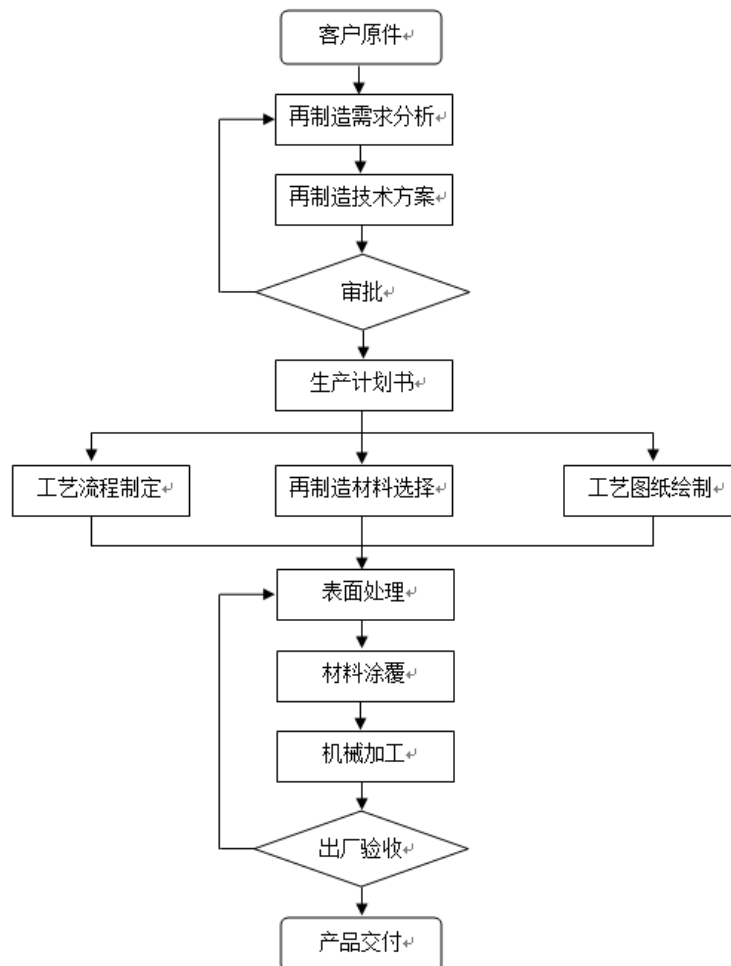 客户原件
再制造需求分析
再制造技术方案
审批
生产计划书
工艺流程制定
再制造材料选择
工艺图纸绘制
表面处理
材料涂覆
机械加工
出厂验收
产品交付